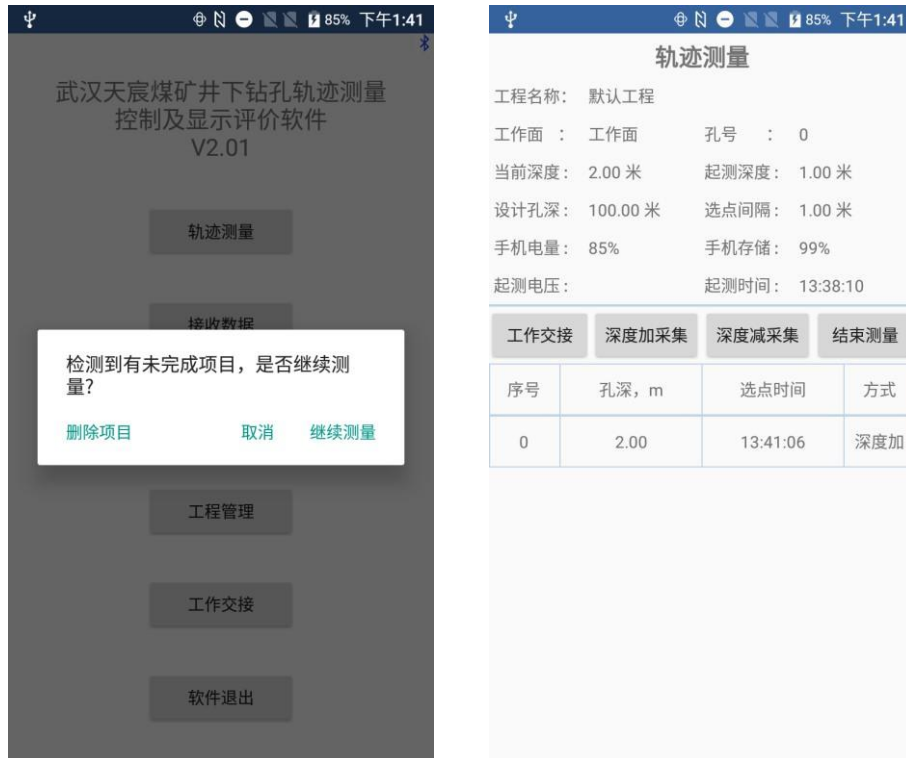 85% 下午1:41
武汉天宸煤矿井下钻孔轨迹测量
控制及显示评价软件
V2.01
轨迹测量
接收数据
检测到有未完成项目，是否继续测
量?
删除项目 取消 继续测量
工程管理
工作交接
软件退出
85% 下午1:41
轨迹测量
工程名称： 默认工程
工作面 ： 工作面 孔号 ： 0
当前深度： 2.00 米 起测深度： 1.00 米
设计孔深： 100.00 米 选点间隔： 1.00 米
手机电量： 85% 手机存储： 99%
起测电压： 起测时间： 13:38:10
工作交接 深度加采集 深度减采集 结束测量
序号 孔深，m 选点时间 方式
0 2.00 13:41:06 深度加